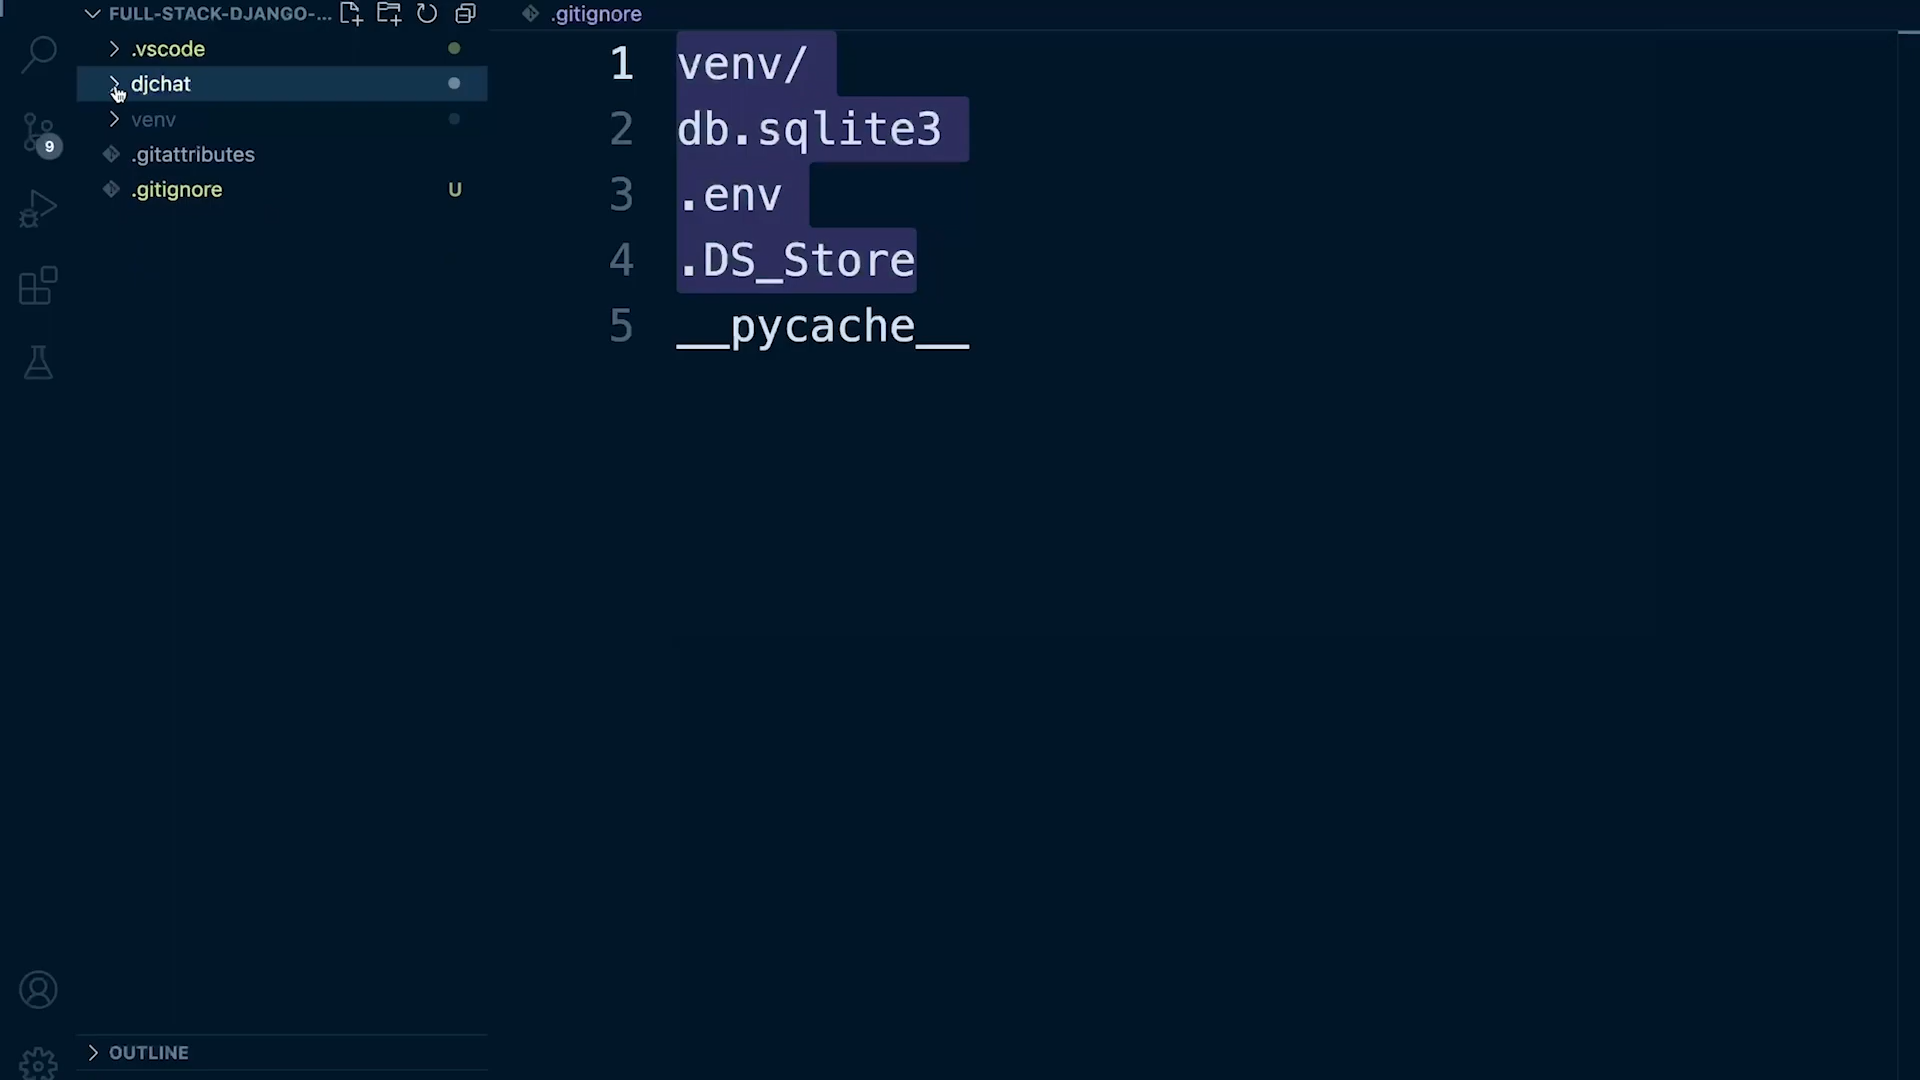 FULL-STACK-DJANGO-...
.vscode
djchat
venv
.gitattributes
.gitignore U
9
OUTLINE
.gitignore
1 venv/
2 db.sqlite3
3 .env
4 .DS_Store
5 __pycache__